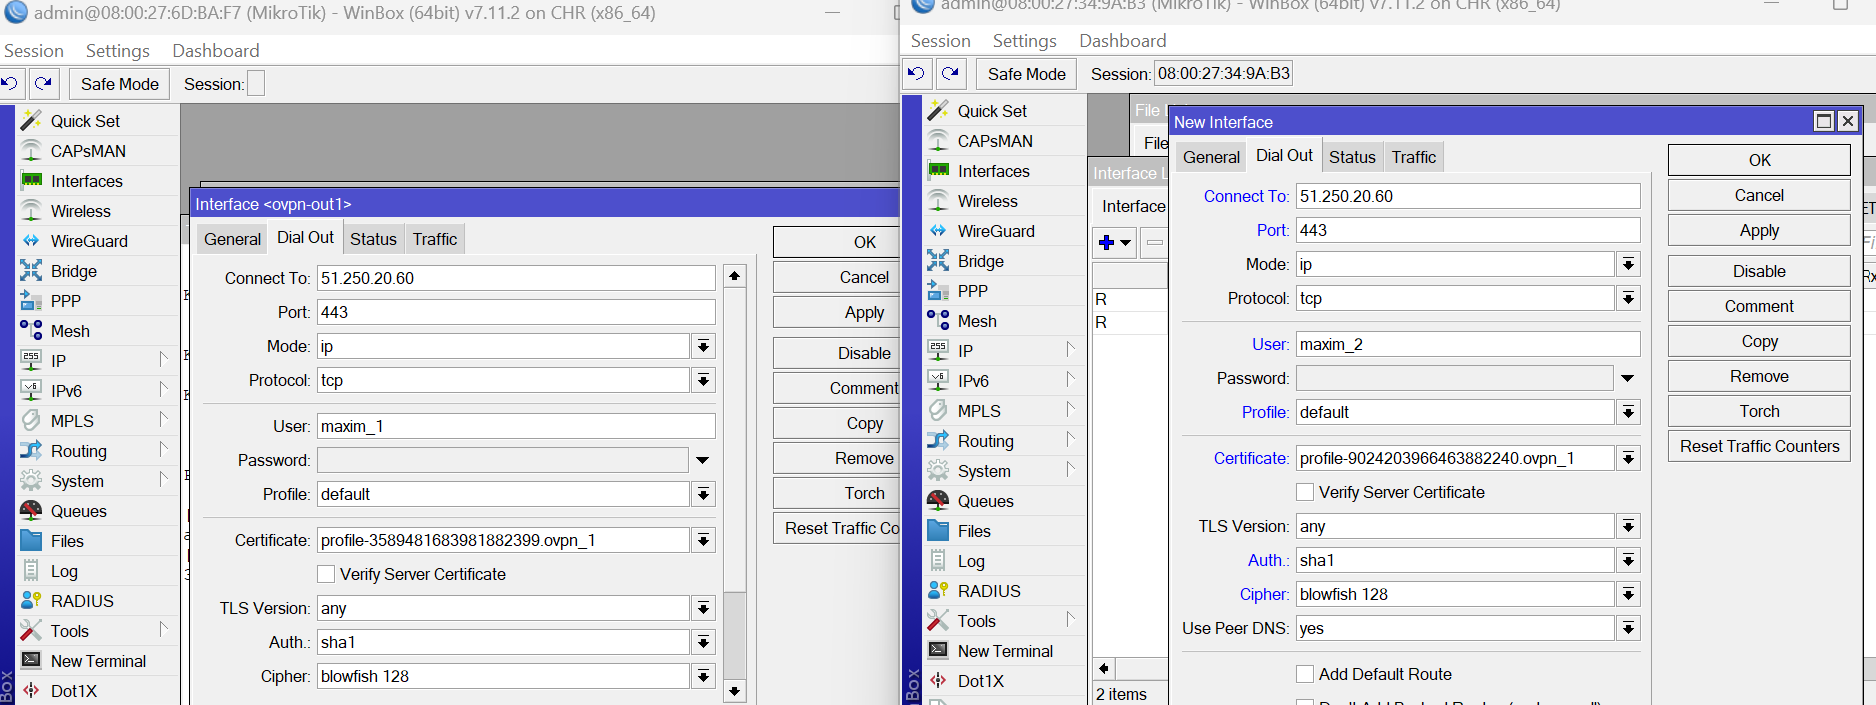 admin@08:00:27:6D:BA:F7 (MikroTik) - WinBox (64bit) v7.11.2 on CHR (x86_64)
Session Settings Dashboard
Safe Mode Session:
Quick Set
CAPsMAN
Interfaces
Wireless
WireGuard
Bridge
PPP
Mesh
IP
IPv6
MPLS
Routing
System
Queues
Files
Log
RADIUS
Tools
New Terminal
Dot1X
Box
Interface <ovpn-out1>
General Dial Out Status Traffic
Connect To: 51.250.20.60
Port: 443
Mode: ip
Protocol: tcp
User: maxim_1
Password:
Profile: default
Certificate: profile-3589481683981882399.ovpn_1
Verify Server Certificate
TLS Version: any
Auth.: sha1
Cipher: blowfish 128
OK
Cancel
Apply
Disable
Comment
Copy
Remove
Torch
Reset Traffic Co
admin@08:00:27:34:9A:B3 (MikroTik) - WinBox (64bit) v7.11.2 on CHR (x86_64)
Session Settings Dashboard
Safe Mode Session: 08:00:27:34:9A:B3
Quick Set
CAPsMAN
Interfaces
Wireless
WireGuard
Bridge
PPP
Mesh
IP
IPv6
MPLS
Routing
System
Queues
Files
Log
RADIUS
Tools
New Terminal
Dot1X
Box
File
Interface L
Interface
R
R
2 items
New Interface
General Dial Out Status Traffic
Connect To: 51.250.20.60
Port: 443
Mode: ip
Protocol: tcp
User: maxim_2
Password:
Profile: default
Certificate: profile-9024203966463882240.ovpn_1
Verify Server Certificate
TLS Version: any
Auth.: sha1
Cipher: blowfish 128
Use Peer DNS: yes
Add Default Route
OK
Cancel
Apply
Disable
Comment
Copy
Remove
Torch
Reset Traffic Counters